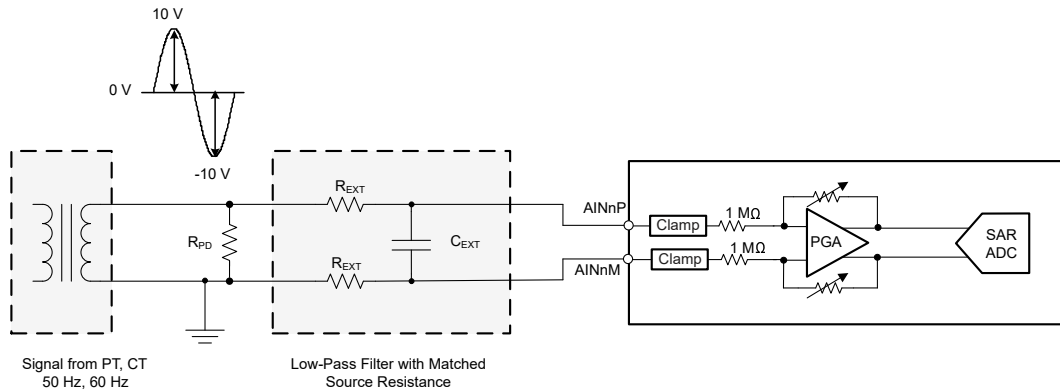 10 V
0 V
-10 V
R_EXT
R_PD
C_EXT
R_EXT
AINnP
AINnM
Clamp
1 MΩ
Clamp
1 MΩ
PGA
SAR
ADC
Signal from PT, CT
50 Hz, 60 Hz
Low-Pass Filter with Matched
Source Resistance